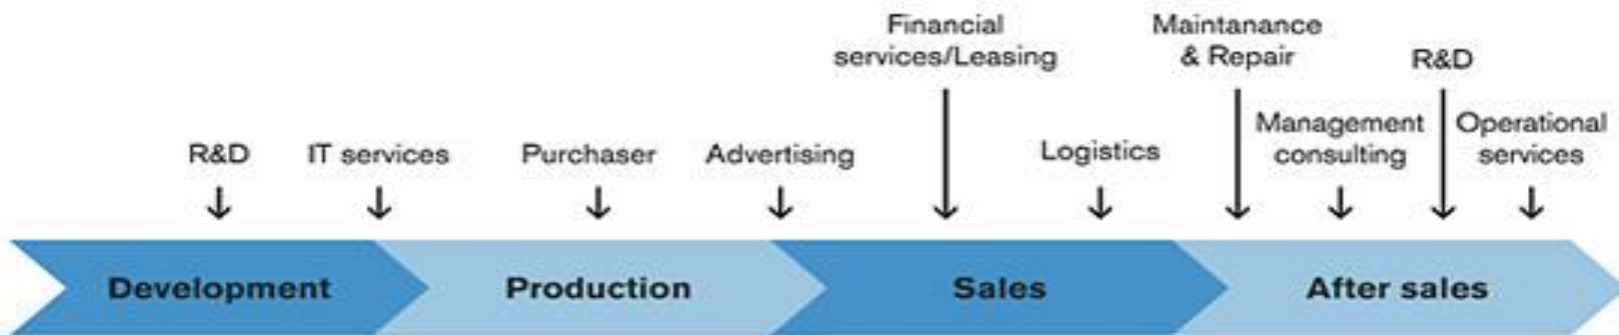 Financial
services/Leasing
Maintanance
& Repair
R&D
Management
consulting
Operational
services
R&D
IT services
Purchaser
Advertising
Logistics
Development
Production
Sales
After sales